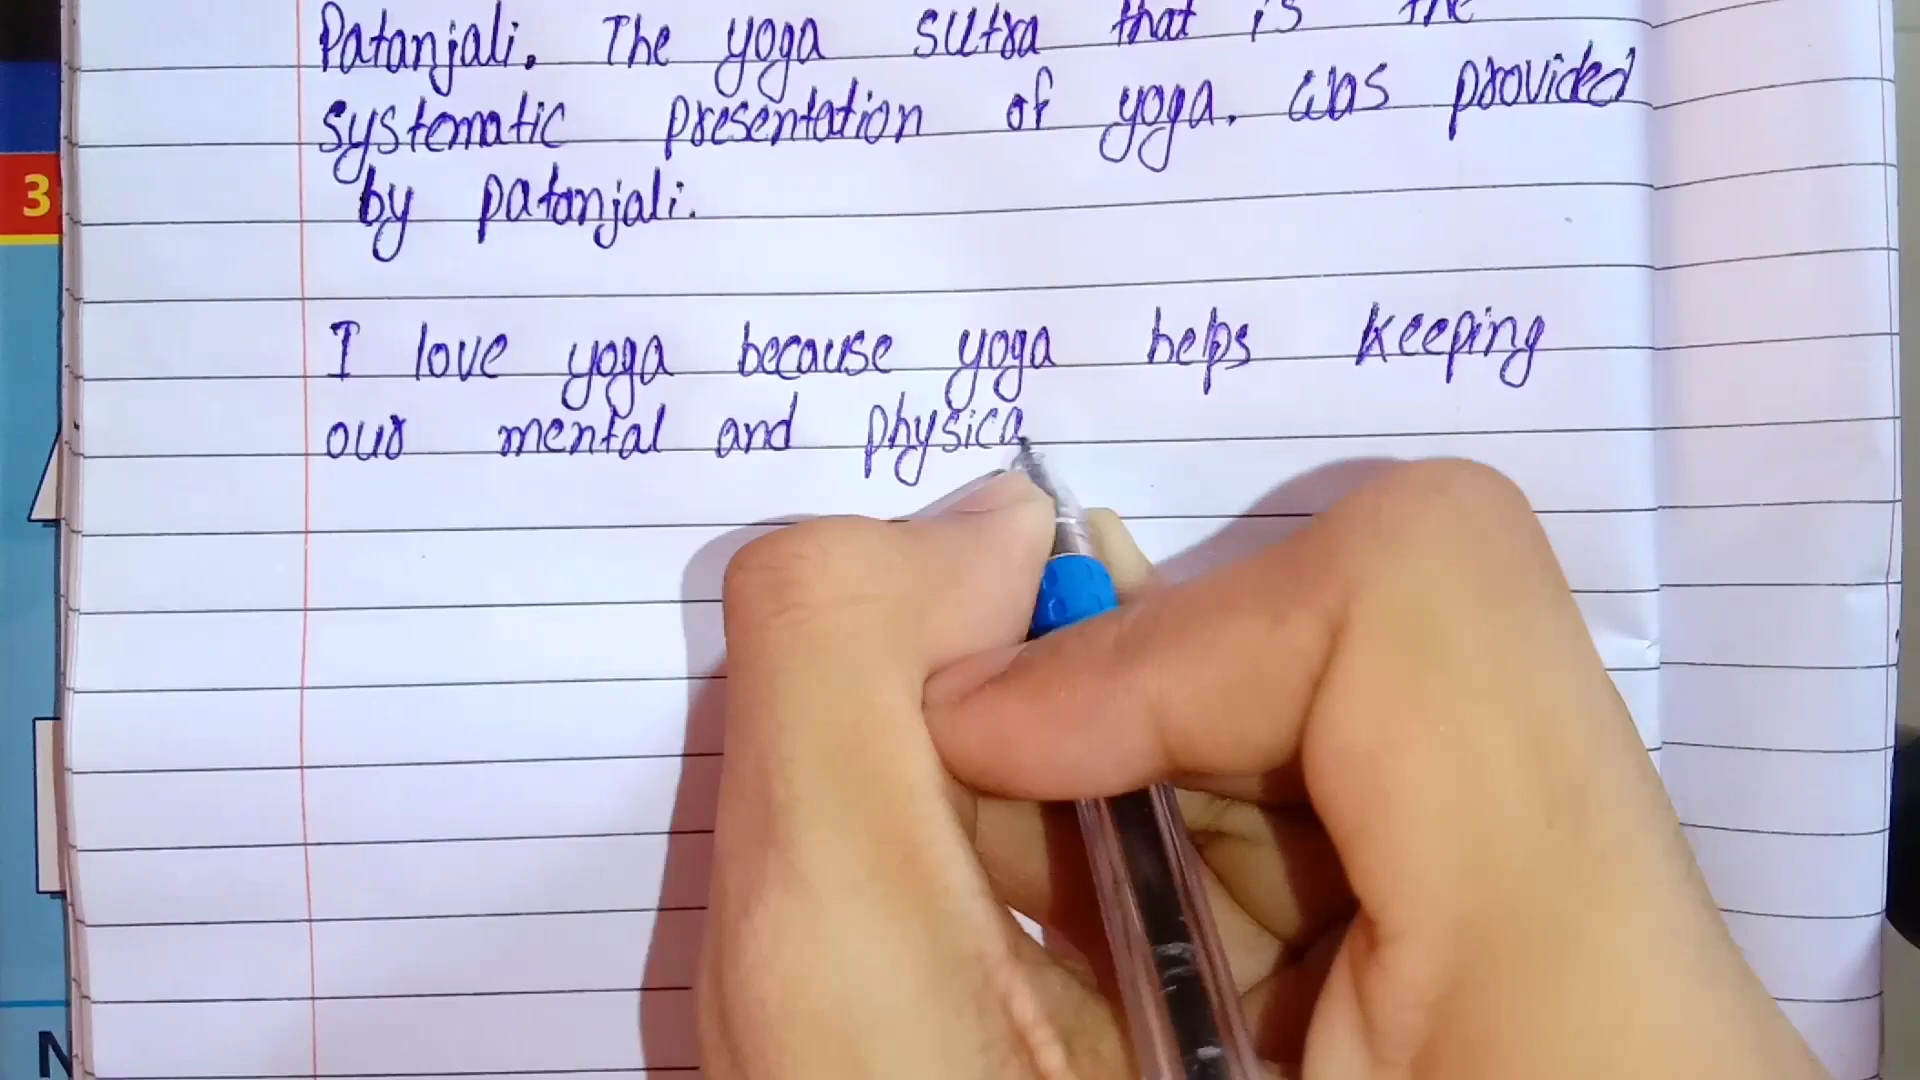 Patanjali. The yoga sutra that is the
systematic presentation of yoga. was provided
by patanjali.
I love yoga because yoga helps keeping
our mental and physica
3
N